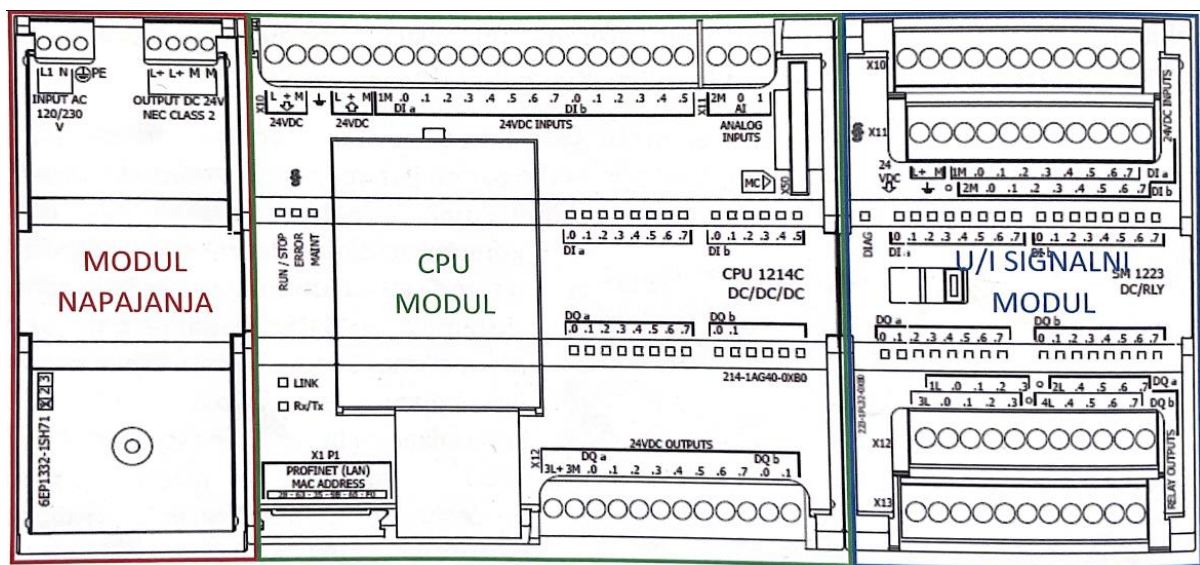 L1 N PE
INPUT AC
120/230
V
L+ L+ M M
OUTPUT DC 24V
NEC CLASS 2
MODUL
NAPAJANJA
6EP1332-1SH71 X 2 3
X10
L + M
24VDC
L + M
24VDC
1M .0 .1 .2 .3 .4 .5 .6 .7 .0 .1 .2 .3 .4 .5
DI a DI b
24VDC INPUTS
X11
2M 0 1
AI
ANALOG
INPUTS
MC
X50
RUN / STOP
ERROR
MAINT
.0 .1 .2 .3 .4 .5 .6 .7
DI a
.0 .1 .2 .3 .4 .5
DI b
CPU
MODUL
CPU 1214C
DC/DC/DC
DQ a
.0 .1 .2 .3 .4 .5 .6 .7
DQ b
.0 .1
214-1AG40-0XB0
LINK
Rx/Tx
X1 P1
PROFINET (LAN)
MAC ADDRESS
24VDC OUTPUTS
X12
DQ a DQ b
3L+ 3M .0 .1 .2 .3 .4 .5 .6 .7 .0 .1
X10
X11
24VDC INPUTS
24
VDC
L+ M 1M .0 .1 .2 .3 .4 .5 .6 .7 DI a
2M .0 .1 .2 .3 .4 .5 .6 .7 DI b
DIAG
.0 .1 .2 .3 .4 .5 .6 .7
.0 .1 .2 .3 .4 .5 .6 .7
U/I SIGNALNI
MODUL
SM 1223
DC/RLY
DQ a
.0 .1 .2 .3 .4 .5 .6 .7
DQ b
.0 .1 .2 .3 .4 .5 .6 .7
223-1PL32-0XB0
1L .0 .1 .2 .3 2L .4 .5 .6 .7 DQ a
3L .0 .1 .2 .3 4L .4 .5 .6 .7 DQ b
X12
X13
RELAY OUTPUTS